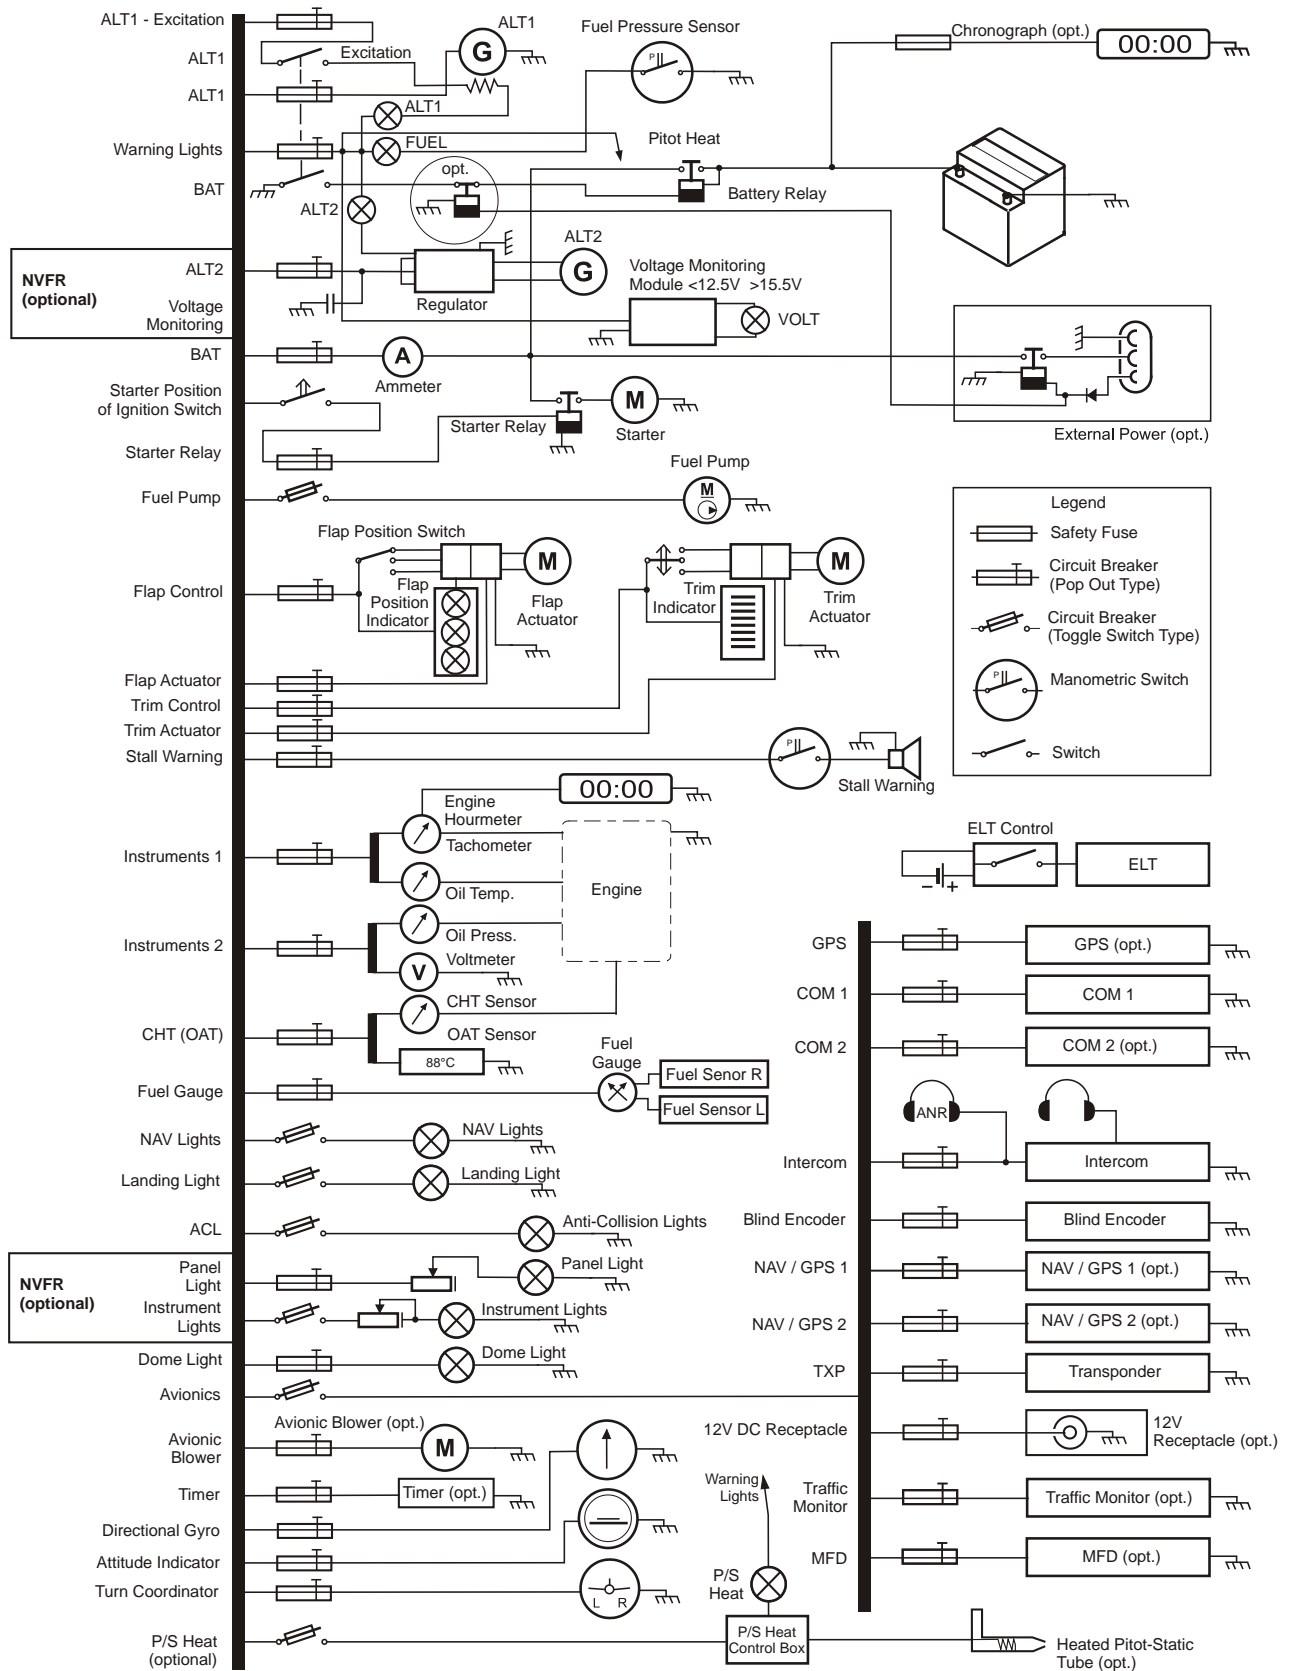 ALT1 - Excitation
ALT1
Excitation
ALT1
G
Fuel Pressure Sensor
P
Chronograph (opt.)
00:00
ALT1
ALT1
Warning Lights
FUEL
Pitot Heat
BAT
opt.
Battery Relay
ALT2
NVFR
(optional)
ALT2
Voltage
Monitoring
Regulator
ALT2
G
Voltage Monitoring
Module <12.5V >15.5V
VOLT
BAT
A
Ammeter
Starter Position
of Ignition Switch
Starter Relay
M
Starter
External Power (opt.)
Starter Relay
Fuel Pump
Fuel Pump
M
Legend
Safety Fuse
Circuit Breaker
(Pop Out Type)
Circuit Breaker
(Toggle Switch Type)
P
Manometric Switch
Switch
Flap Position Switch
Flap Control
Flap
Position
Indicator
M
Flap
Actuator
Trim
Indicator
M
Trim
Actuator
Flap Actuator
Trim Control
Trim Actuator
Stall Warning
P
Stall Warning
00:00
Engine
Hourmeter
Tachometer
Instruments 1
Oil Temp.
Engine
ELT Control
ELT
- +
Instruments 2
Oil Press.
Voltmeter
V
CHT Sensor
CHT (OAT)
OAT Sensor
88°C
Fuel
Gauge
Fuel Gauge
Fuel Senor R
Fuel Sensor L
NAV Lights
NAV Lights
Landing Light
Landing Light
ACL
Anti-Collision Lights
NVFR
(optional)
Panel
Light
Panel Light
Instrument
Lights
Instrument Lights
Dome Light
Dome Light
Avionics
Avionic Blower (opt.)
Avionic
Blower
M
Timer
Timer (opt.)
Directional Gyro
Attitude Indicator
Turn Coordinator
L R
P/S Heat
(optional)
Warning
Lights
P/S
Heat
P/S Heat
Control Box
Heated Pitot-Static
Tube (opt.)
GPS
GPS (opt.)
COM 1
COM 1
COM 2
COM 2 (opt.)
ANR
Intercom
Intercom
Blind Encoder
Blind Encoder
NAV / GPS 1
NAV / GPS 1 (opt.)
NAV / GPS 2
NAV / GPS 2 (opt.)
TXP
Transponder
12V DC Receptacle
12V
Receptacle (opt.)
Traffic
Monitor
Traffic Monitor (opt.)
MFD
MFD (opt.)